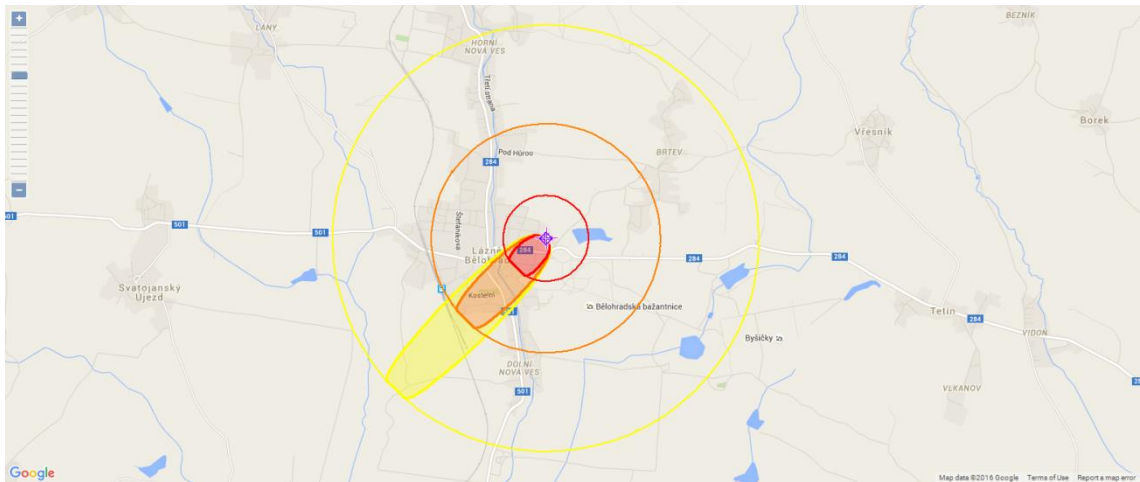 LÁNY
BEZNÍK
HORNÍ
NOVÁ VES
Třetí strana
Borek
Vřesník
Pod Hůrou
BRTEV
284
501
501
501
Štefánikova
284
Lázně
Bělohrad
284
284
Svatojanský
Újezd
Kostelní
Bělohradská bažantnice
Tetín
284
Byšičky
VIDON
DOLNÍ
NOVÁ VES
501
VLKANOV
Google
Map data ©2016 Google Terms of Use Report a map error